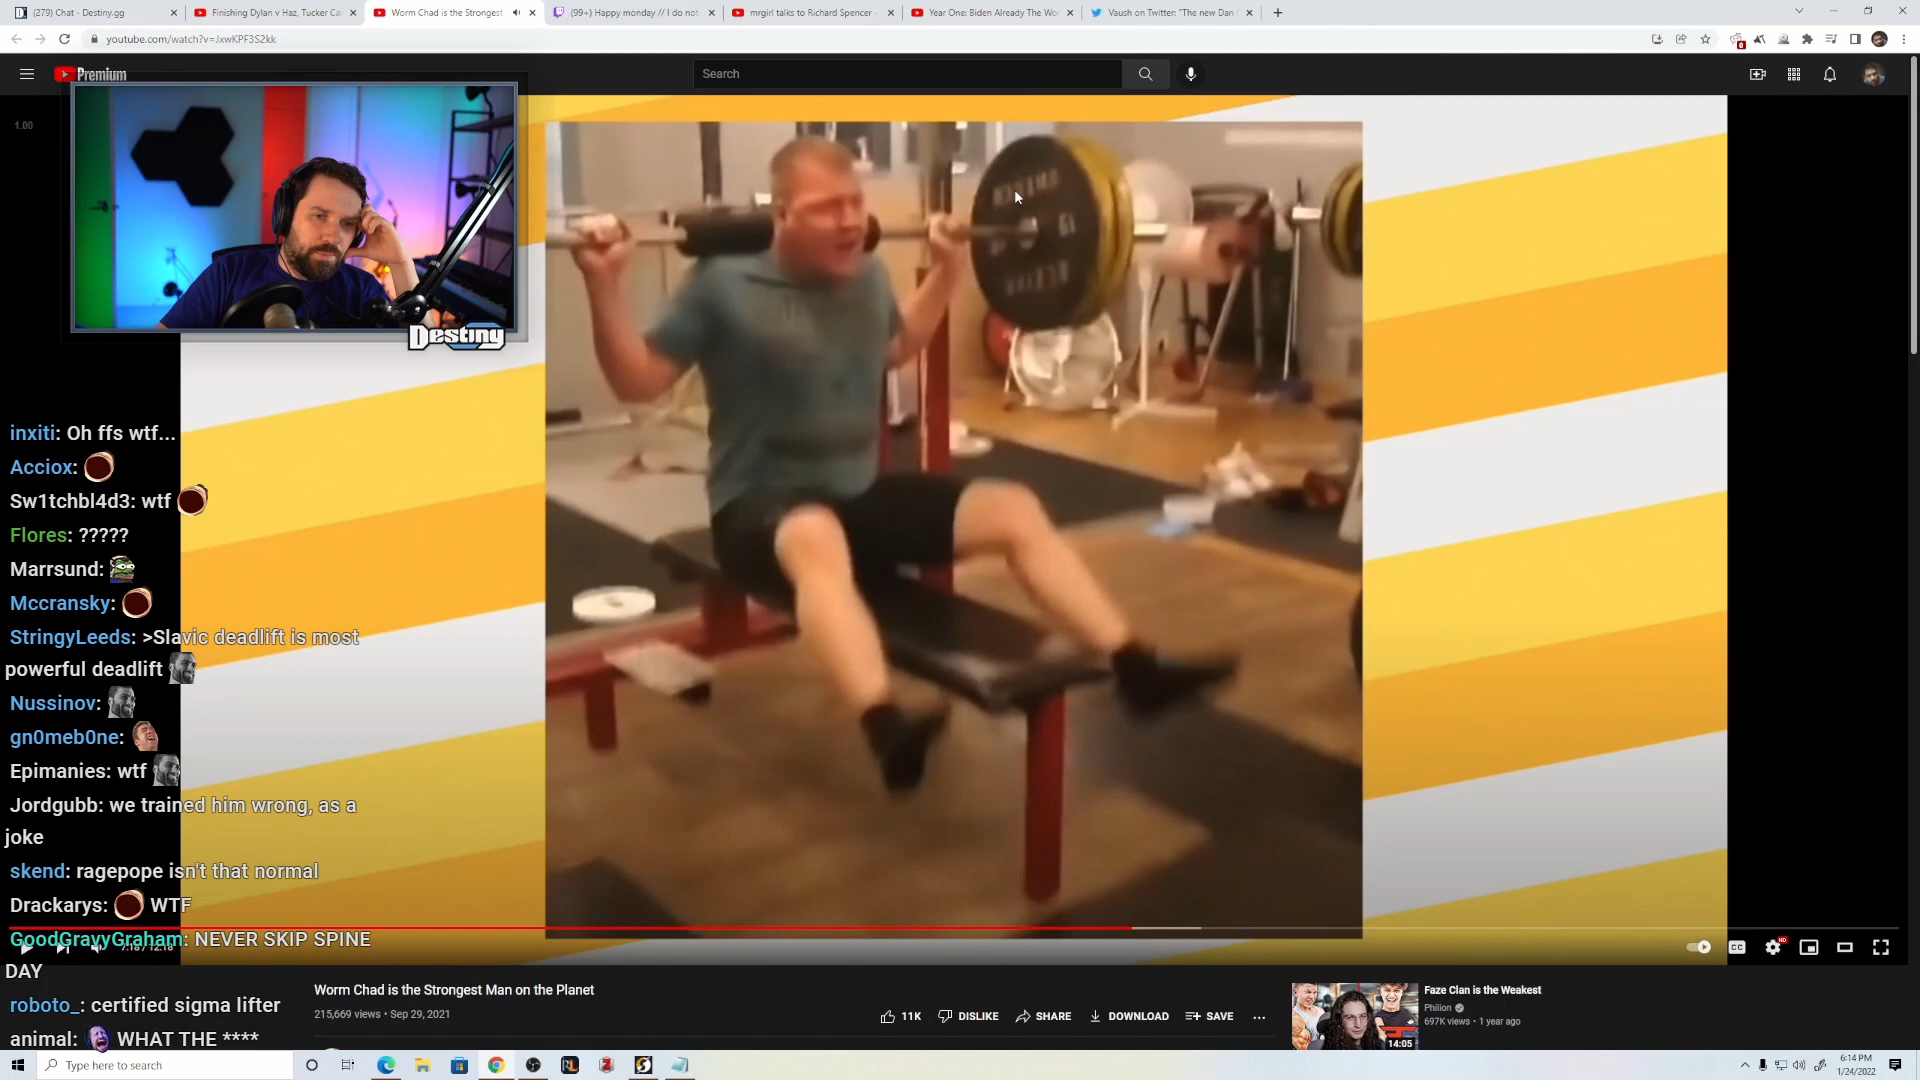 (279) Chat - Destiny.gg
Finishing Dylan v Haz, Tucker Ca
Worm Chad is the Strongest
(99+) Happy monday // I do not
mrgirl talks to Richard Spencer -
Year One: Biden Already The Wo
Vaush on Twitter: "The new Dan
youtube.com/watch?v=JxwKPF3S2kk
Premium
Search
1.00
Destiny
inxiti: Oh ffs wtf...
Acciox:
Sw1tchbl4d3: wtf
Flores: ?????
Marrsund:
Mccransky:
StringyLeeds: >Slavic deadlift is most
powerful deadlift
Nussinov:
gn0meb0ne:
Epimanies: wtf
Jordgubb: we trained him wrong, as a
joke
skend: ragepope isn't that normal
Drackarys: WTF
GoodGravyGraham: NEVER SKIP SPINE
DAY
roboto_: certified sigma lifter
animal: WHAT THE ****
7:18 / 12:18
CC
HD
Worm Chad is the Strongest Man on the Planet
215,669 views • Sep 29, 2021
11K
DISLIKE
SHARE
DOWNLOAD
SAVE
Faze Clan is the Weakest
Philion
697K views • 1 year ago
14:05
Type here to search
6:14 PM
1/24/2022